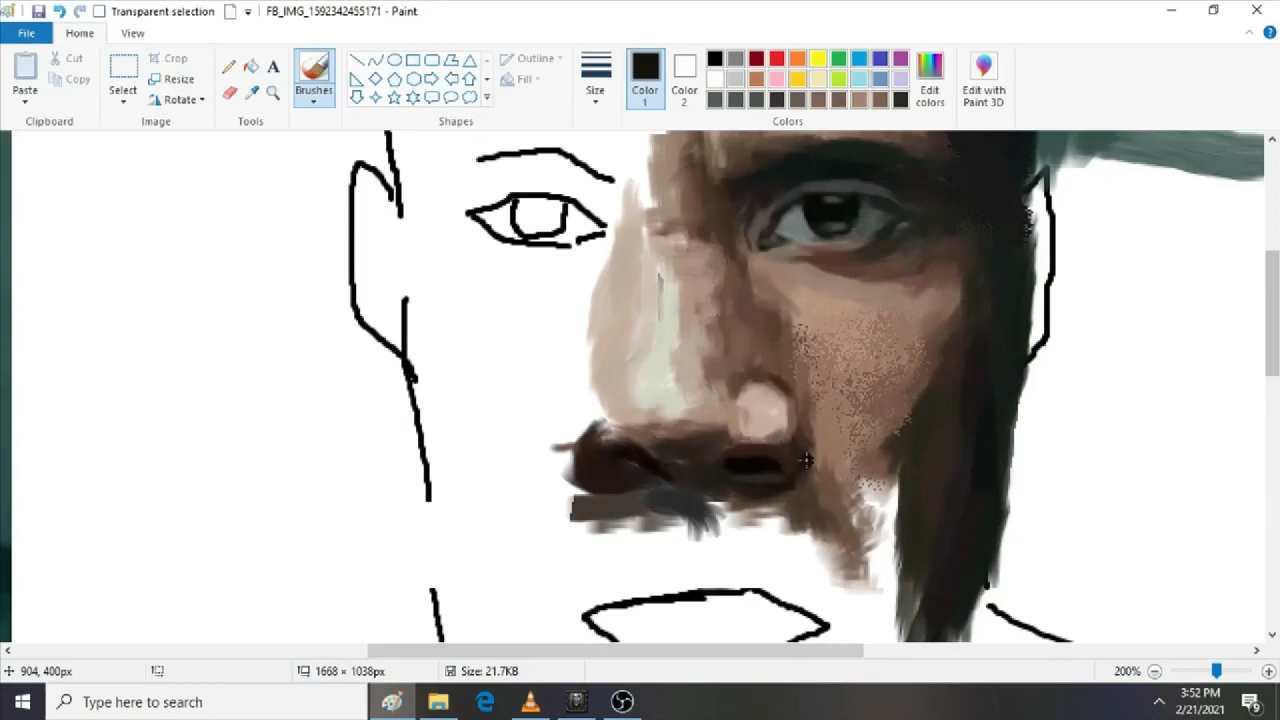 Transparent selection
FB_IMG_1592342455171 - Paint
File
Home
View
Paste
Cut
Copy
Clipboard
Select
Crop
Resize
Rotate
Image
A
Tools
Brushes
Outline
Fill
Shapes
Size
Color
1
Color
2
Edit
colors
Edit with
Paint 3D
Colors
904, 400px
1668 × 1038px
Size: 21.7KB
200%
Type here to search
3:52 PM
2/21/2021